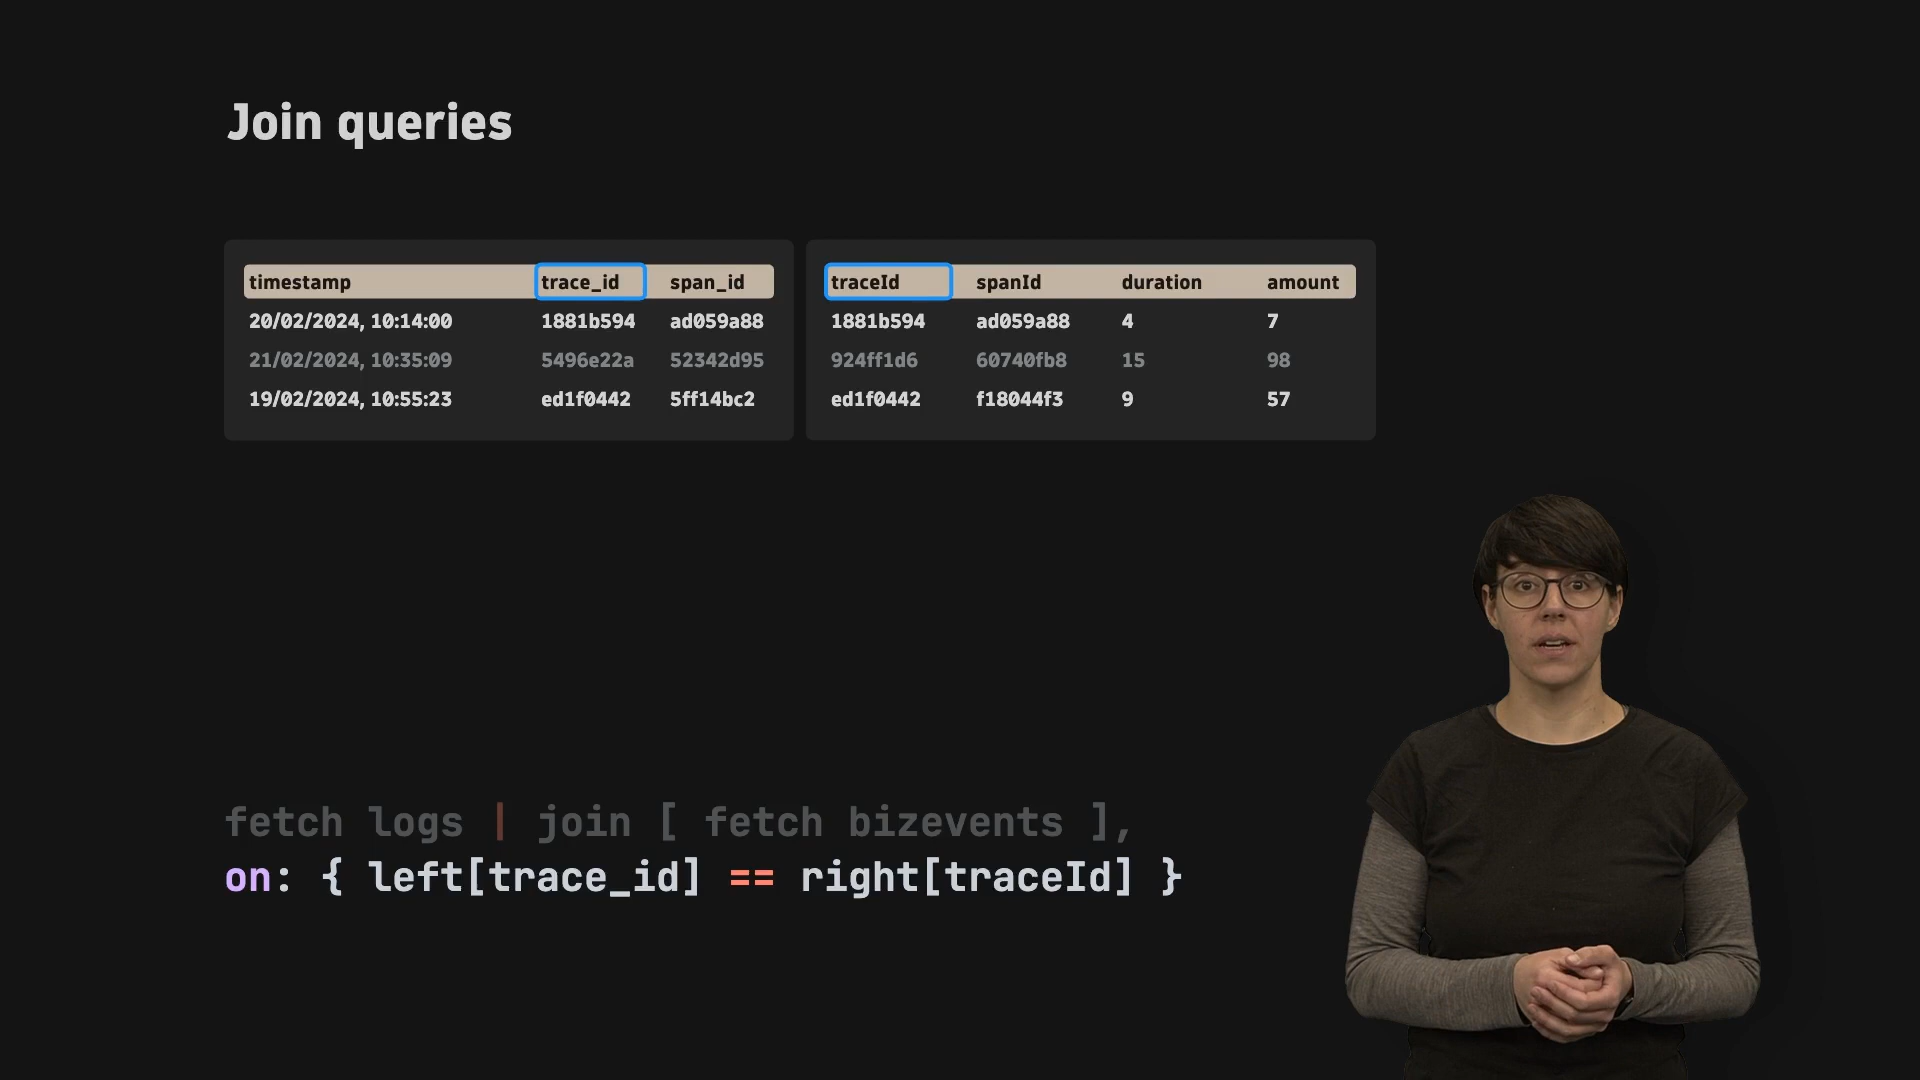 Join queries
timestamp trace_id span_id
20/02/2024, 10:14:00 1881b594 ad059a88
21/02/2024, 10:35:09 5496e22a 52342d95
19/02/2024, 10:55:23 ed1f0442 5ff14bc2
traceId spanId duration amount
1881b594 ad059a88 4 7
924ff1d6 60740fb8 15 98
ed1f0442 f18044f3 9 57
fetch logs | join [ fetch bizevents ],
on: { left[trace_id] == right[traceId] }